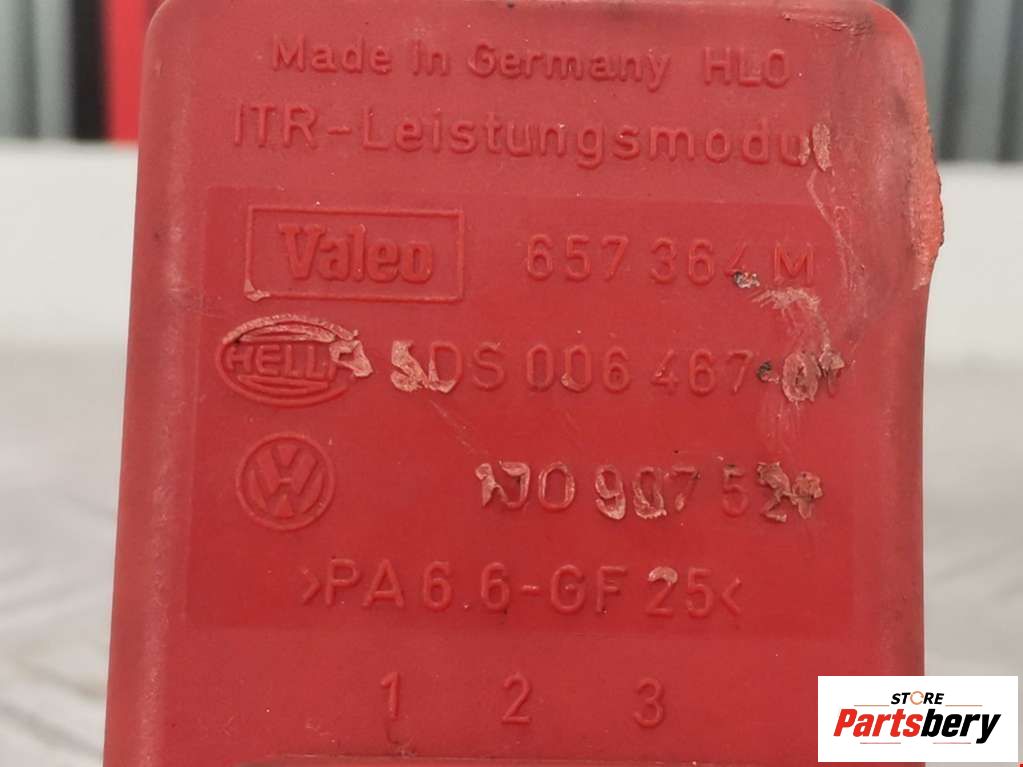 Made in Germany HLO
ITR-Leistungsmodul
Valeo 657 364 M
HELLA 5DS 006 467-01
VW 1J0 907 521
>PA 6.6-GF 25<
1 2 3
STORE
Partsbery